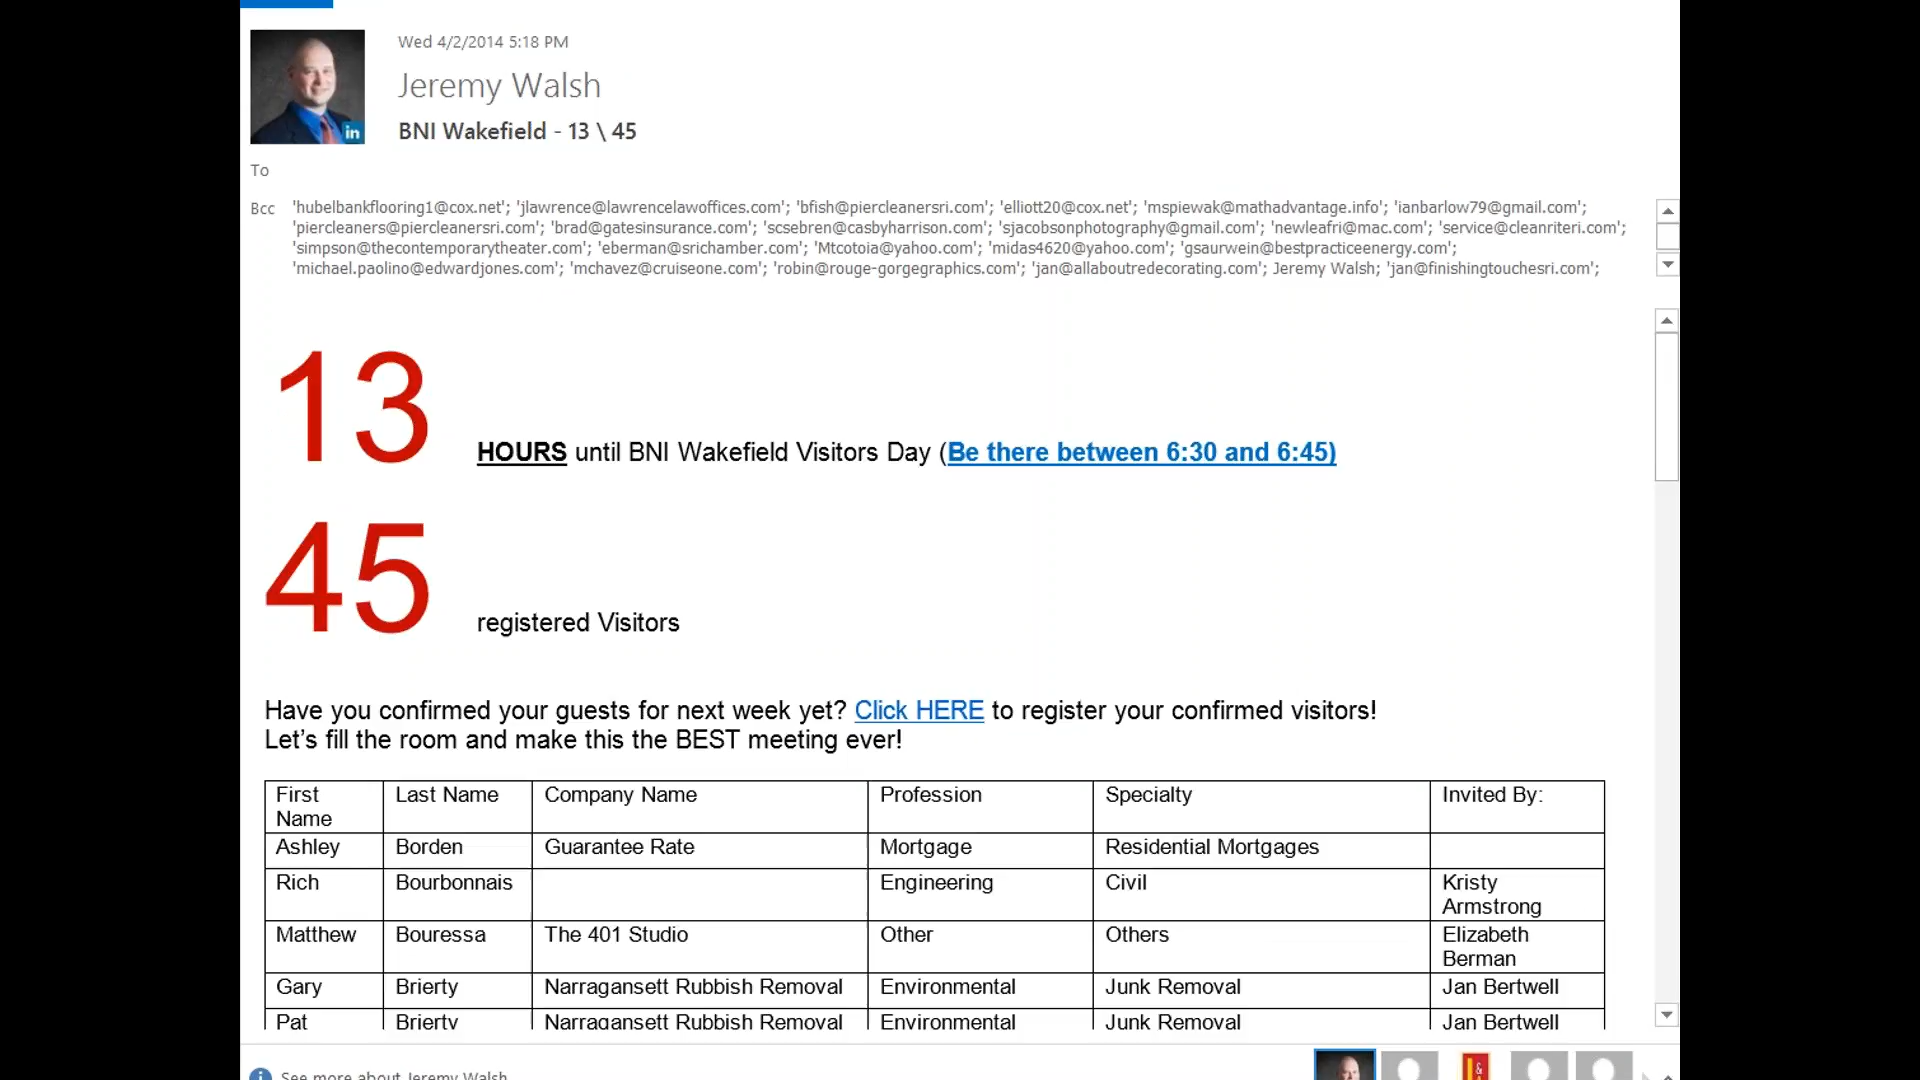 Wed 4/2/2014 5:18 PM
Jeremy Walsh
in
BNI Wakefield - 13 \ 45
To
Bcc 'hubelbankflooring1@cox.net'; 'jlawrence@lawrencelawoffices.com'; 'bfish@piercleanersri.com'; 'elliott20@cox.net'; 'mspiewak@mathadvantage.info'; 'ianbarlow79@gmail.com';
'piercleaners@piercleanersri.com'; 'brad@gatesinsurance.com'; 'scsebren@casbyharrison.com'; 'sjacobsonphotography@gmail.com'; 'newleafri@mac.com'; 'service@cleanriteri.com';
'simpson@thecontemporarytheater.com'; 'eberman@srichamber.com'; 'Mtcotoia@yahoo.com'; 'midas4620@yahoo.com'; 'gsaurwein@bestpracticeenergy.com';
'michael.paolino@edwardjones.com'; 'mchavez@cruiseone.com'; 'robin@rouge-gorgegraphics.com'; 'jan@allaboutredecorating.com'; Jeremy Walsh; 'jan@finishingtouchesri.com';
13 HOURS until BNI Wakefield Visitors Day (Be there between 6:30 and 6:45)
45 registered Visitors
Have you confirmed your guests for next week yet? Click HERE to register your confirmed visitors!
Let's fill the room and make this the BEST meeting ever!
First Name Last Name Company Name Profession Specialty Invited By:
Ashley Borden Guarantee Rate Mortgage Residential Mortgages
Rich Bourbonnais Engineering Civil Kristy Armstrong
Matthew Bouressa The 401 Studio Other Others Elizabeth Berman
Gary Brierty Narragansett Rubbish Removal Environmental Junk Removal Jan Bertwell
Pat Brierty Narragansett Rubbish Removal Environmental Junk Removal Jan Bertwell
See more about Jeremy Walsh